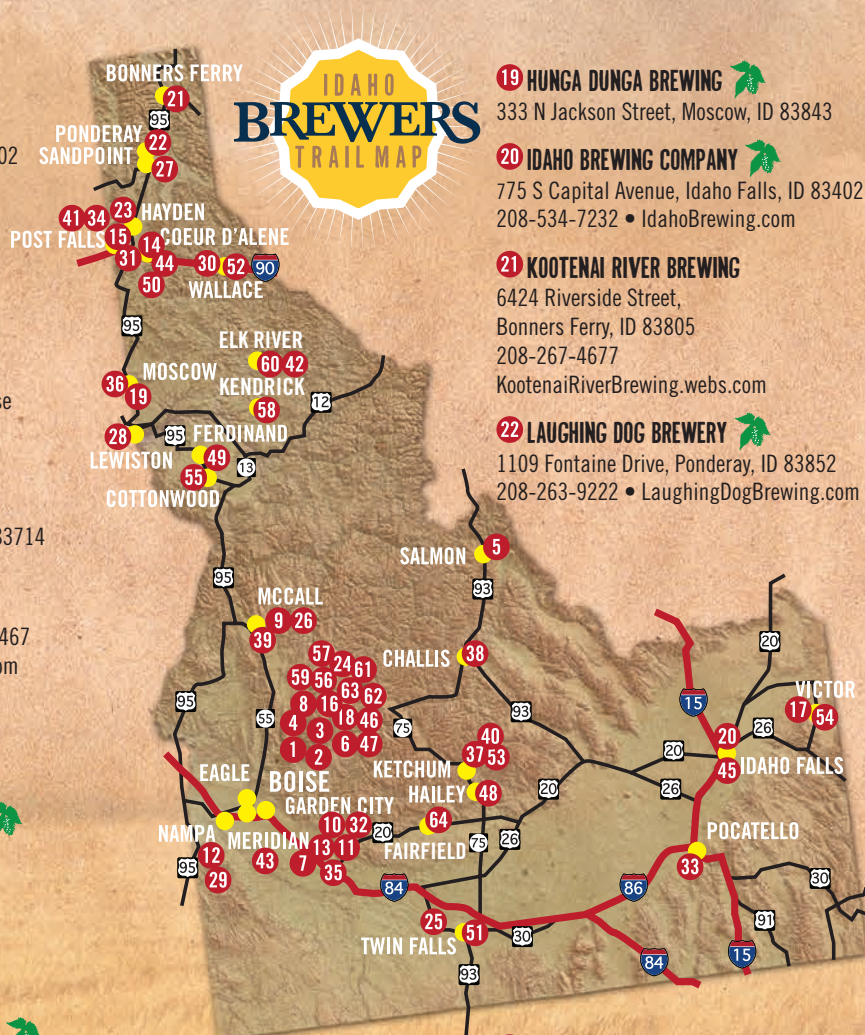 IDAHO
BREWERS
TRAIL MAP
19 HUNGA DUNGA BREWING
333 N Jackson Street, Moscow, ID 83843
20 IDAHO BREWING COMPANY
775 S Capital Avenue, Idaho Falls, ID 83402
208-534-7232 • IdahoBrewing.com
21 KOOTENAI RIVER BREWING
6424 Riverside Street,
Bonners Ferry, ID 83805
208-267-4677
KootenaiRiverBrewing.webs.com
22 LAUGHING DOG BREWERY
1109 Fontaine Drive, Ponderay, ID 83852
208-263-9222 • LaughingDogBrewing.com
02
se
83714
467
om
BONNERS FERRY
21
95
PONDERAY 22
SANDPOINT
27
41 34 23 HAYDEN
POST FALLS 15 14 COEUR D'ALENE
31 44 30 52 90
50 WALLACE
95
ELK RIVER
60 42
36 MOSCOW
19 KENDRICK
58 12
28 95 FERDINAND
LEWISTON 49
55 13
COTTONWOOD
SALMON 5
95 93
MCCALL
9 26
39
CHALLIS 38
57
24 61
59 56
63 62
8 16
18 46
4 3
6 47
1 2
95 55 75 93
15 20
VICTOR
17 54
20 26
20
45 IDAHO FALLS
26
40
37 53
KETCHUM
HAILEY 48
20
EAGLE
BOISE
GARDEN CITY
10 32 20 64
FAIRFIELD 75 26
NAMPA MERIDIAN
13 11
12 43 7 35
95 29
84
POCATELLO
33
86
30
91
25
51
TWIN FALLS
30
93
84
15